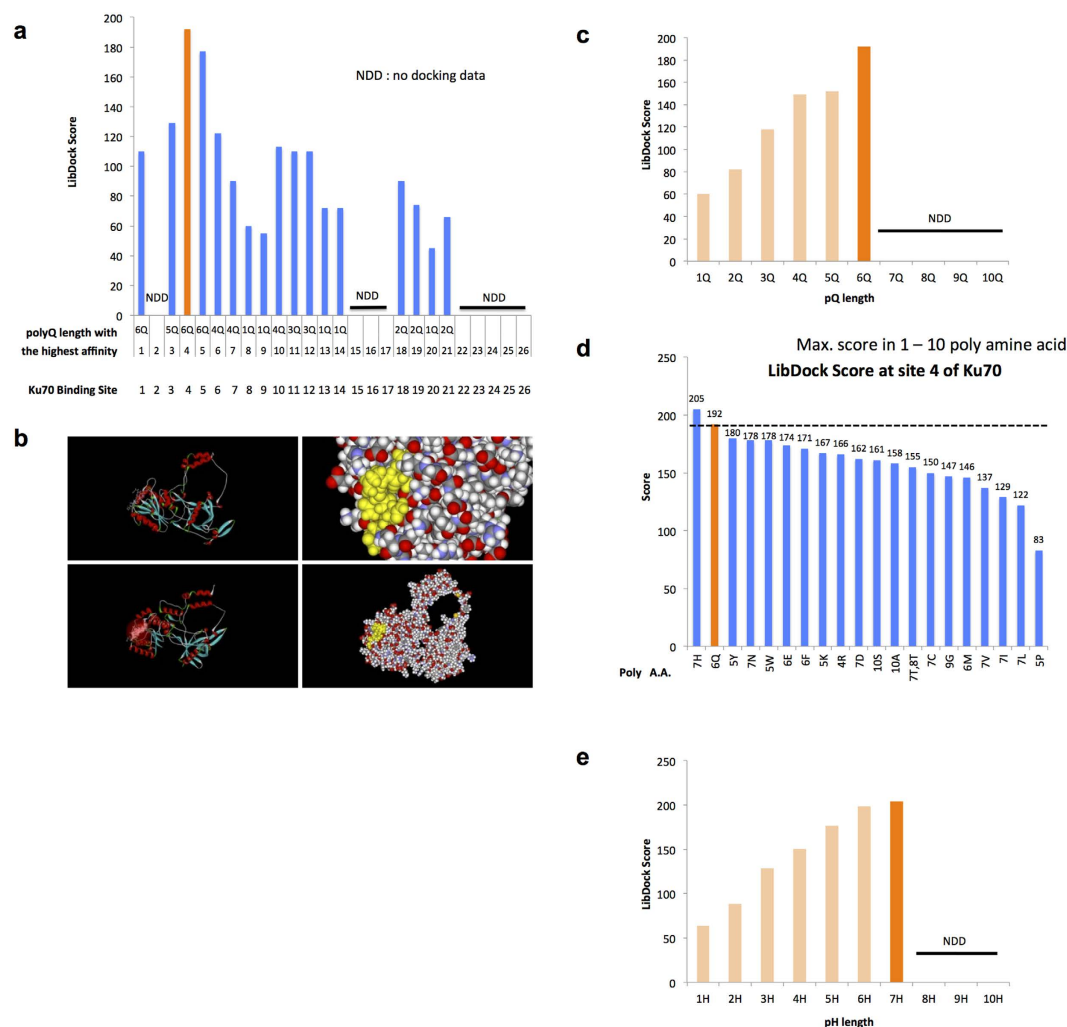 a
200
180
160
140
120
100
80
60
40
20
0
LibDock Score
NDD : no docking data
NDD
NDD
NDD
polyQ length with
the highest affinity
6Q 5Q 6Q 6Q 4Q 4Q 1Q 1Q 4Q 3Q 3Q 1Q 1Q 2Q 2Q 1Q 2Q
1 2 3 4 5 6 7 8 9 10 11 12 13 14 15 16 17 18 19 20 21 22 23 24 25 26
Ku70 Binding Site
1 2 3 4 5 6 7 8 9 10 11 12 13 14 15 16 17 18 19 20 21 22 23 24 25 26
b
c
200
180
160
140
120
100
80
60
40
20
0
LibDock Score
NDD
1Q 2Q 3Q 4Q 5Q 6Q 7Q 8Q 9Q 10Q
pQ length
d
Max. score in 1 – 10 poly amine acid
LibDock Score at site 4 of Ku70
250
200
150
100
50
0
Score
205 192 180 178 178 174 171 167 166 162 161 158 155 150 147 146 137 129 122 83
Poly A.A.
7H 6Q 5Y 7N 5W 6E 6F 5K 4R 7D 10S 10A 7T,8T 7C 9G 6M 7V 7I 7L 5P
e
250
200
150
100
50
0
LibDock Score
NDD
1H 2H 3H 4H 5H 6H 7H 8H 9H 10H
pH length